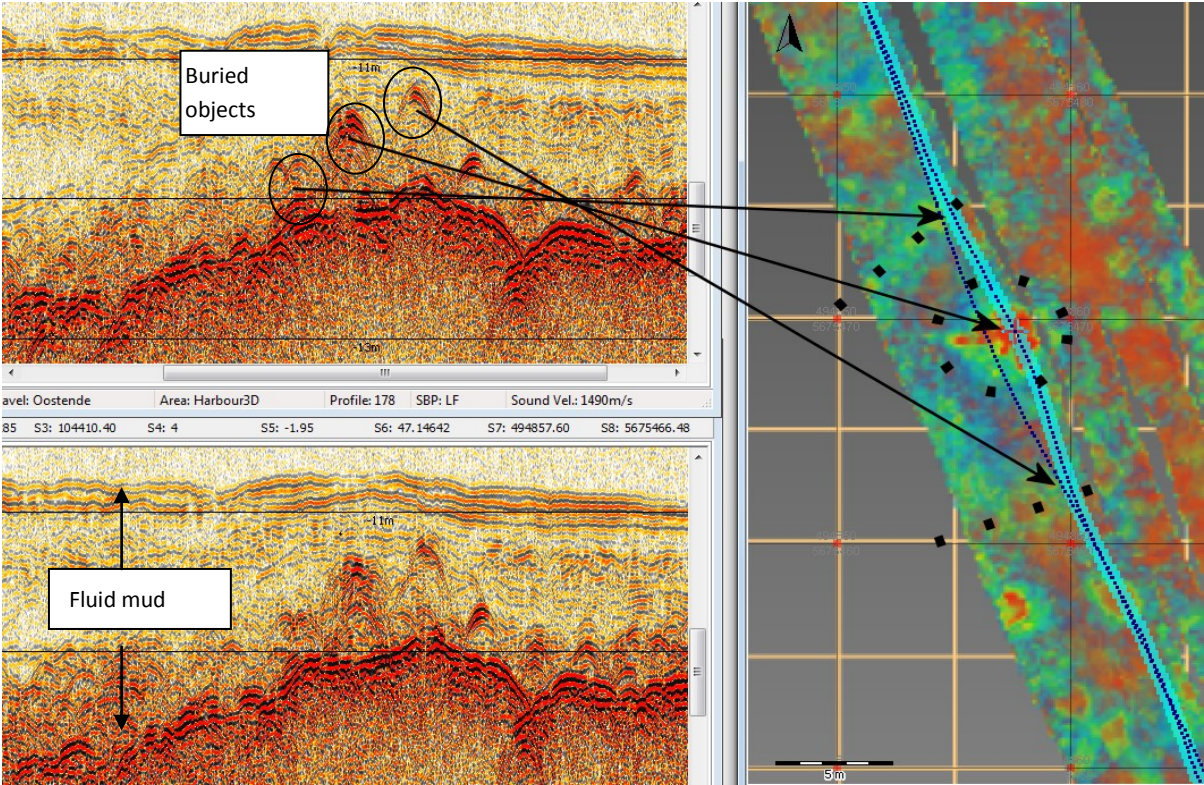 Buried
objects
-11m
-13m
avel: Oostende Area: Harbour3D Profile: 178 SBP: LF Sound Vel.: 1490m/s
85 S3: 104410.40 S4: 4 S5: -1.95 S6: 47.14642 S7: 494857.60 S8: 5675466.48
-11m
Fluid mud
5675470
5 m